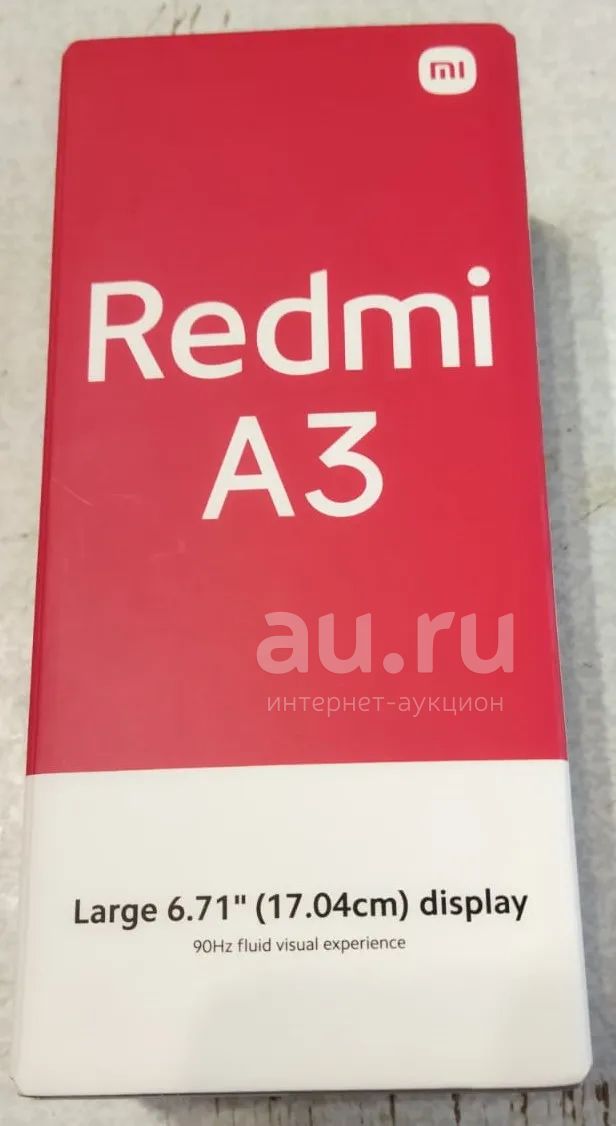 mi
Redmi
A3
au.ru
интернет-аукцион
Large 6.71" (17.04cm) display
90Hz fluid visual experience